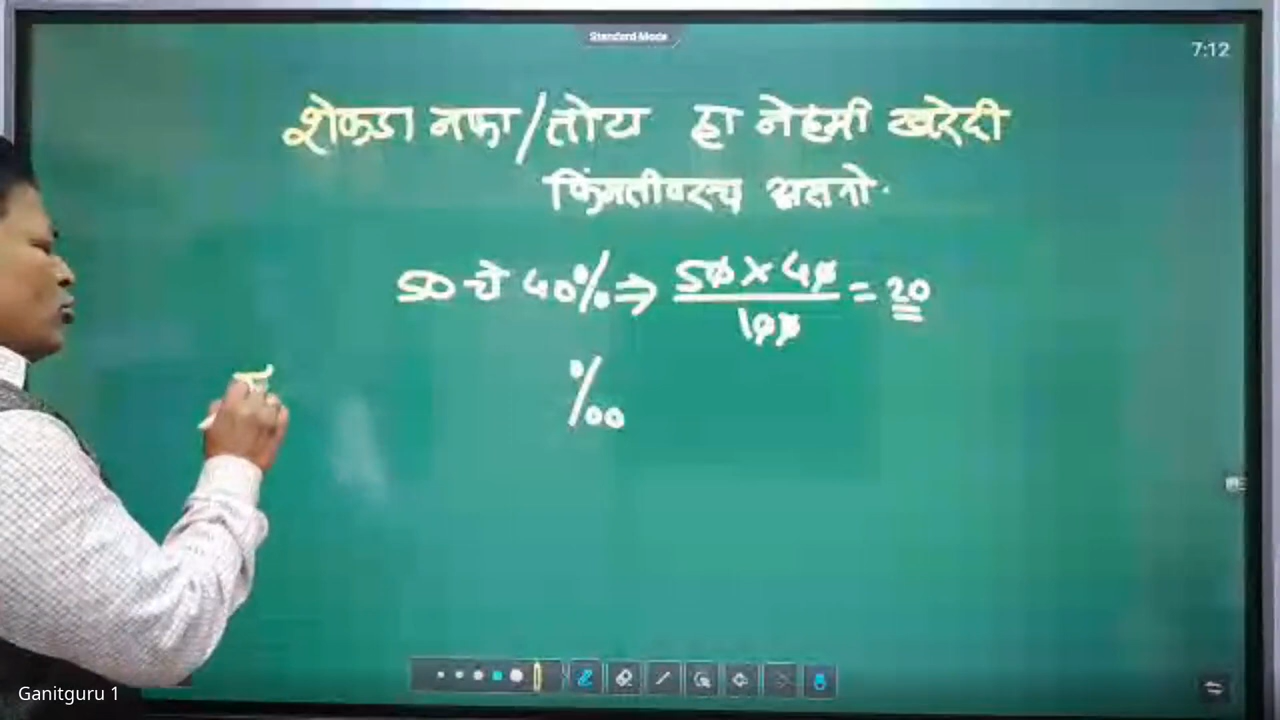 Standard Mode
7:12
शेकडा नफा/तोटा हा नेहमी खरेदी
किंमतीवरच असतो.
50 चे 40% ⇒ 50 × 40 / 100 = 20
%00
Ganitguru 1